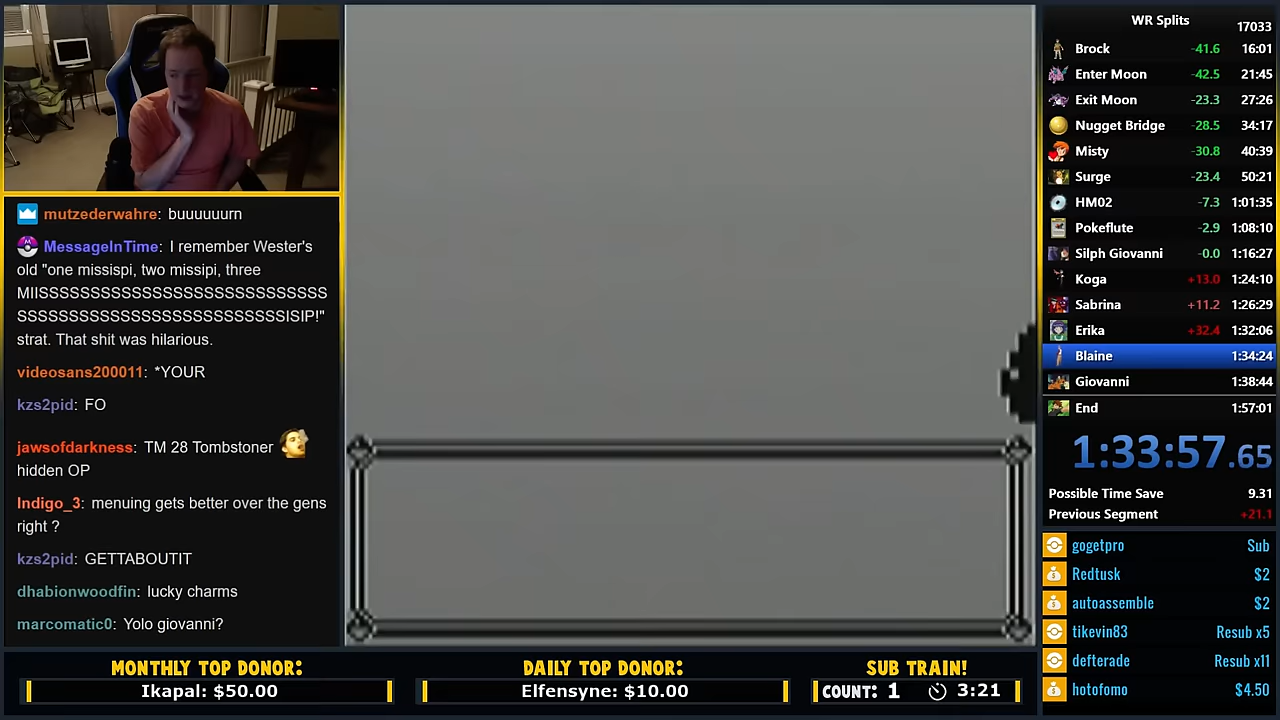 mutzederwahre: buuuuuurn
MessageInTime: I remember Wester's
old "one missispi, two missipi, three
MIISSSSSSSSSSSSSSSSSSSSSSSSSSSS
SSSSSSSSSSSSSSSSSSSSSSSSSISIP!"
strat. That shit was hilarious.
videosans200011: *YOUR
kzs2pid: FO
jawsofdarkness: TM 28 Tombstoner
hidden OP
Indigo_3: menuing gets better over the gens
right ?
kzs2pid: GETTABOUTIT
dhabionwoodfin: lucky charms
marcomatic0: Yolo giovanni?
WR Splits 17033
Brock -41.6 16:01
Enter Moon -42.5 21:45
Exit Moon -23.3 27:26
Nugget Bridge -28.5 34:17
Misty -30.8 40:39
Surge -23.4 50:21
HM02 -7.3 1:01:35
Pokeflute -2.9 1:08:10
Silph Giovanni -0.0 1:16:27
Koga +13.0 1:24:10
Sabrina +11.2 1:26:29
Erika +32.4 1:32:06
Blaine 1:34:24
Giovanni 1:38:44
End 1:57:01
1:33:57.65
Possible Time Save 9.31
Previous Segment +21.1
gogetpro Sub
Redtusk $2
autoassemble $2
tikevin83 Resub x5
defterade Resub x11
hotofomo $4.50
MONTHLY TOP DONOR:
Ikapal: $50.00
DAILY TOP DONOR:
Elfensyne: $10.00
SUB TRAIN!
COUNT: 1 3:21